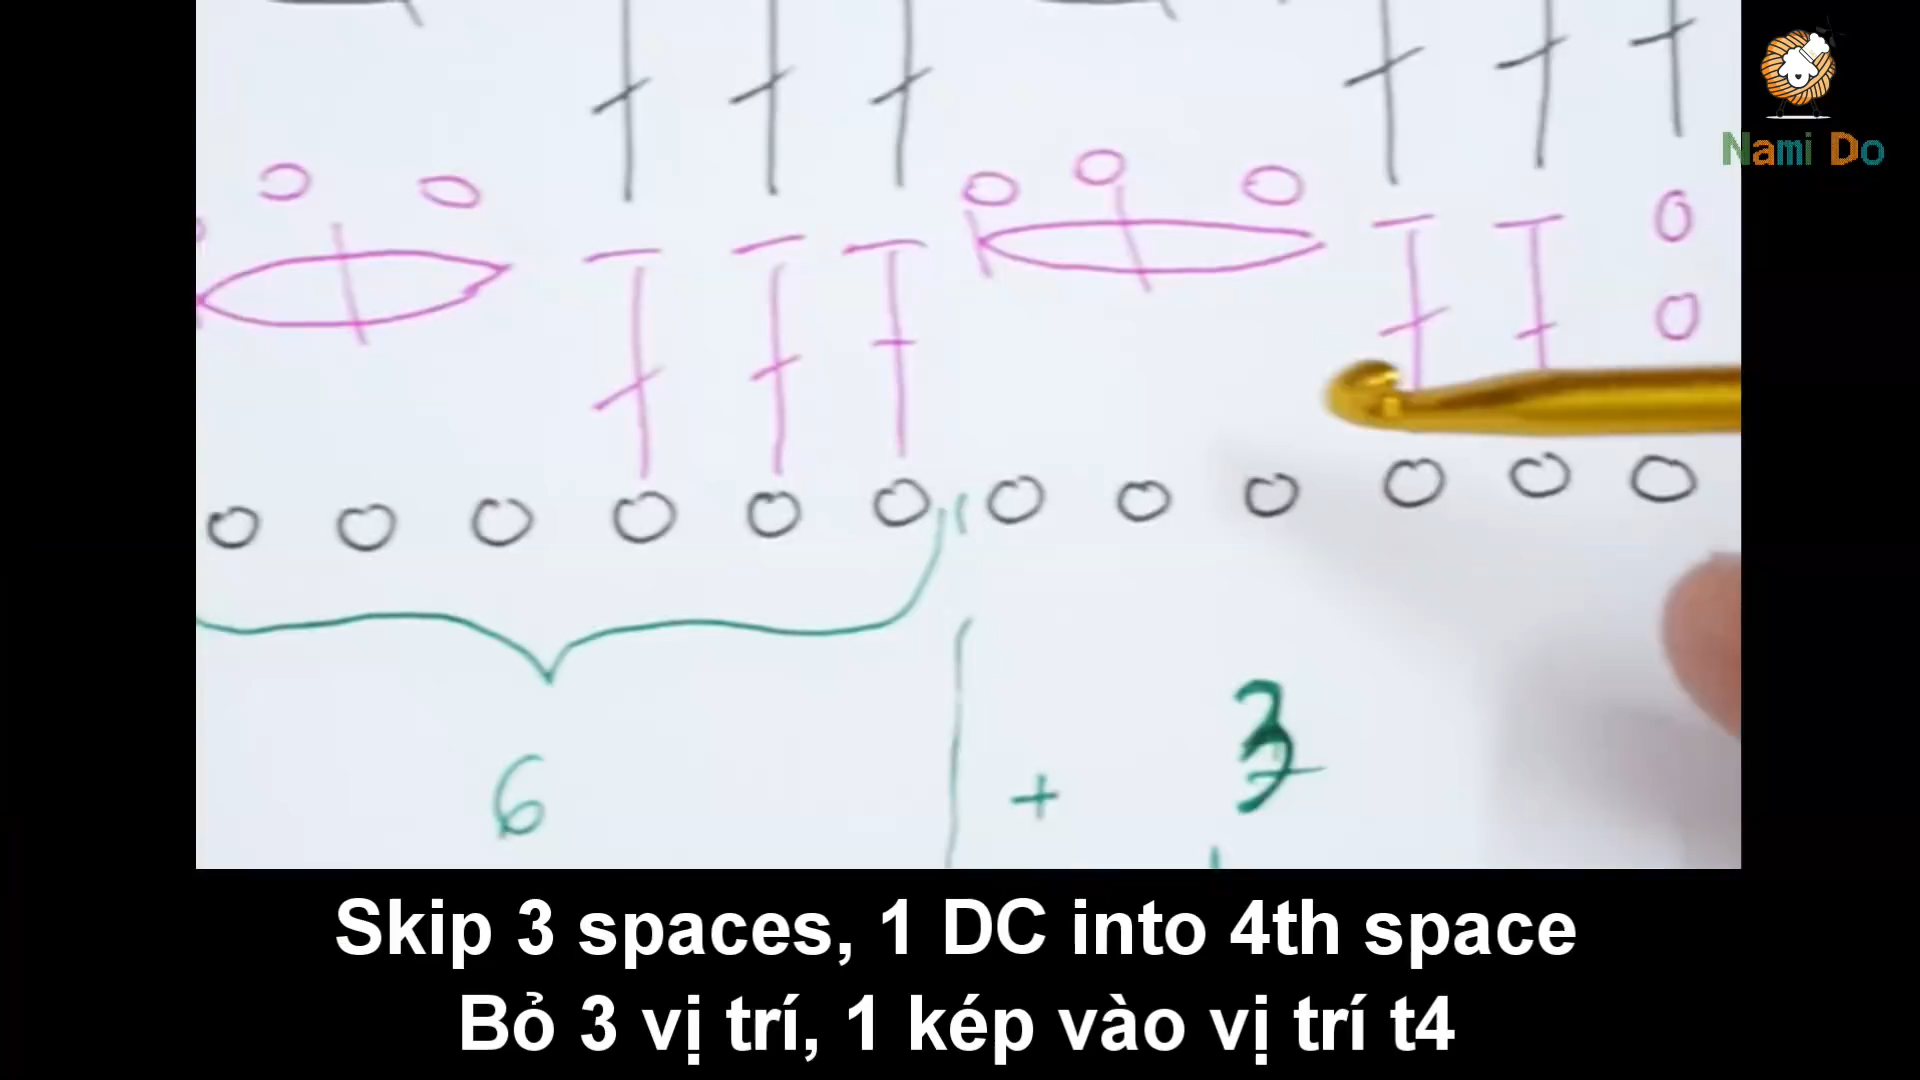 Nami Do
6
+ 3
Skip 3 spaces, 1 DC into 4th space
Bỏ 3 vị trí, 1 kép vào vị trí t4